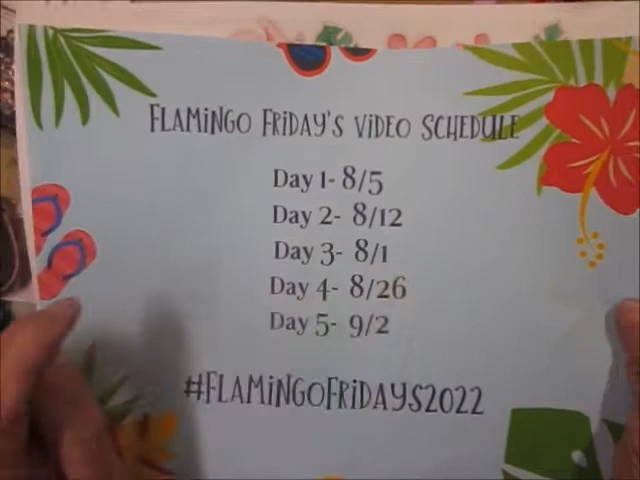 FLAMINGO FRIDAY'S VIDEO SCHEDULE
Day 1- 8/5
Day 2- 8/12
Day 3- 8/1
Day 4- 8/26
Day 5- 9/2
#FLAMINGOFRIDAYS2022